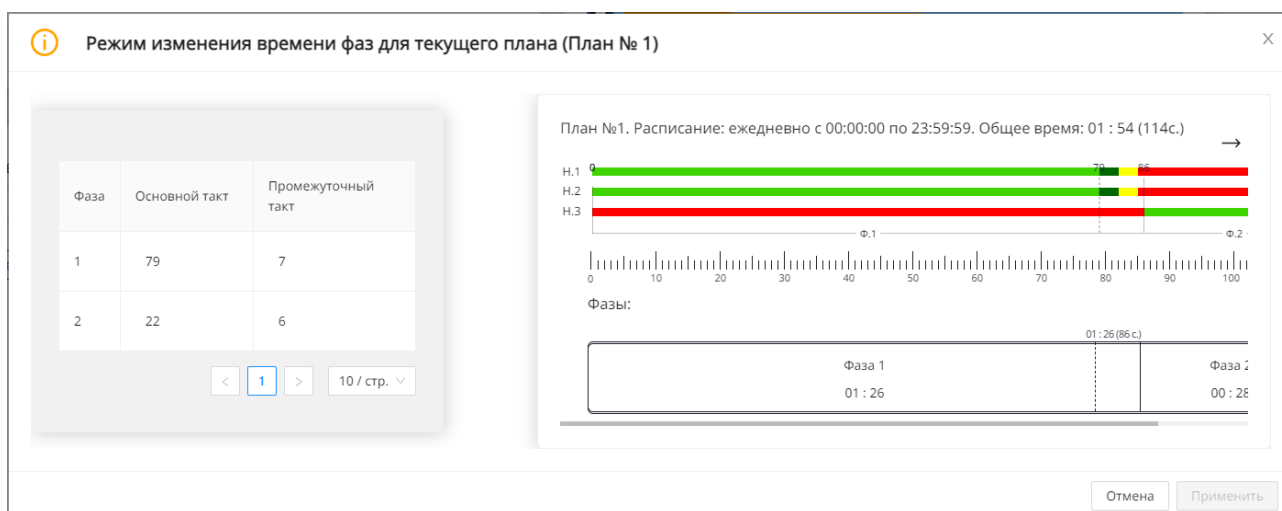 Режим изменения времени фаз для текущего плана (План № 1)
X
Фаза Основной такт Промежуточный такт
1 79 7
2 22 6
< 1 > 10 / стр.
План №1. Расписание: ежедневно с 00:00:00 по 23:59:59. Общее время: 01 : 54 (114с.)
→
0 79 86
Н.1
Н.2
Н.3
Ф.1 Ф.2
0 10 20 30 40 50 60 70 80 90 100
Фазы:
01 : 26 (86 с.)
Фаза 1 Фаза 2
01 : 26 00 : 28
Отмена Применить